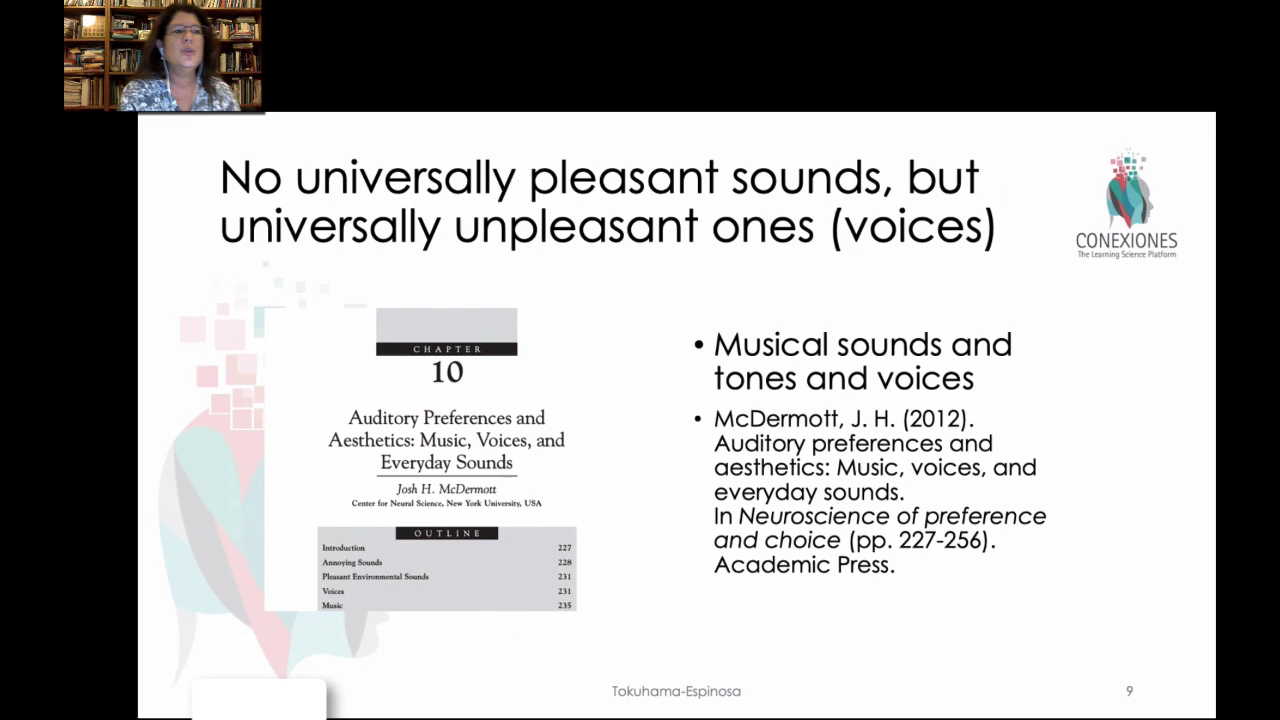 No universally pleasant sounds, but
universally unpleasant ones (voices)
CONEXIONES
The Learning Science Platform
CHAPTER
10
Auditory Preferences and
Aesthetics: Music, Voices, and
Everyday Sounds
Josh H. McDermott
Center for Neural Science, New York University, USA
OUTLINE
Introduction 227
Annoying Sounds 228
Pleasant Environmental Sounds 231
Voices 231
Music 235
• Musical sounds and
tones and voices
• McDermott, J. H. (2012).
Auditory preferences and
aesthetics: Music, voices, and
everyday sounds.
In Neuroscience of preference
and choice (pp. 227-256).
Academic Press.
Tokuhama-Espinosa
9